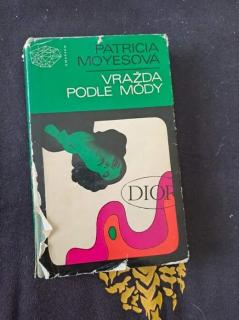 PATRICIA
MOYESOVÁ
VRAŽDA
PODLE MÓDY
DIOR